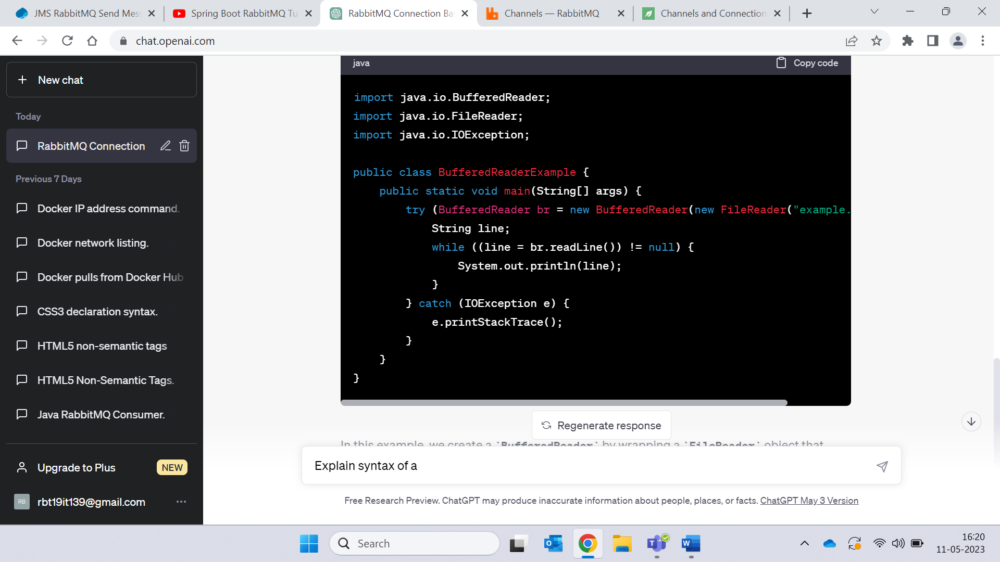 JMS RabbitMQ Send Mess
Spring Boot RabbitMQ Tu
RabbitMQ Connection Ba
Channels — RabbitMQ
Channels and Connection
chat.openai.com
New chat
Today
RabbitMQ Connection
Previous 7 Days
Docker IP address command.
Docker network listing.
Docker pulls from Docker Hub
CSS3 declaration syntax.
HTML5 non-semantic tags
HTML5 Non-Semantic Tags.
Java RabbitMQ Consumer.
Upgrade to Plus NEW
RB rbt19it139@gmail.com
java Copy code
import java.io.BufferedReader;
import java.io.FileReader;
import java.io.IOException;
public class BufferedReaderExample {
public static void main(String[] args) {
try (BufferedReader br = new BufferedReader(new FileReader("example.
String line;
while ((line = br.readLine()) != null) {
System.out.println(line);
}
} catch (IOException e) {
e.printStackTrace();
}
}
}
Regenerate response
In this example, we create a `BufferedReader` by wrapping a `FileReader` object that
Explain syntax of a
Free Research Preview. ChatGPT may produce inaccurate information about people, places, or facts. ChatGPT May 3 Version
Search
16:20
11-05-2023